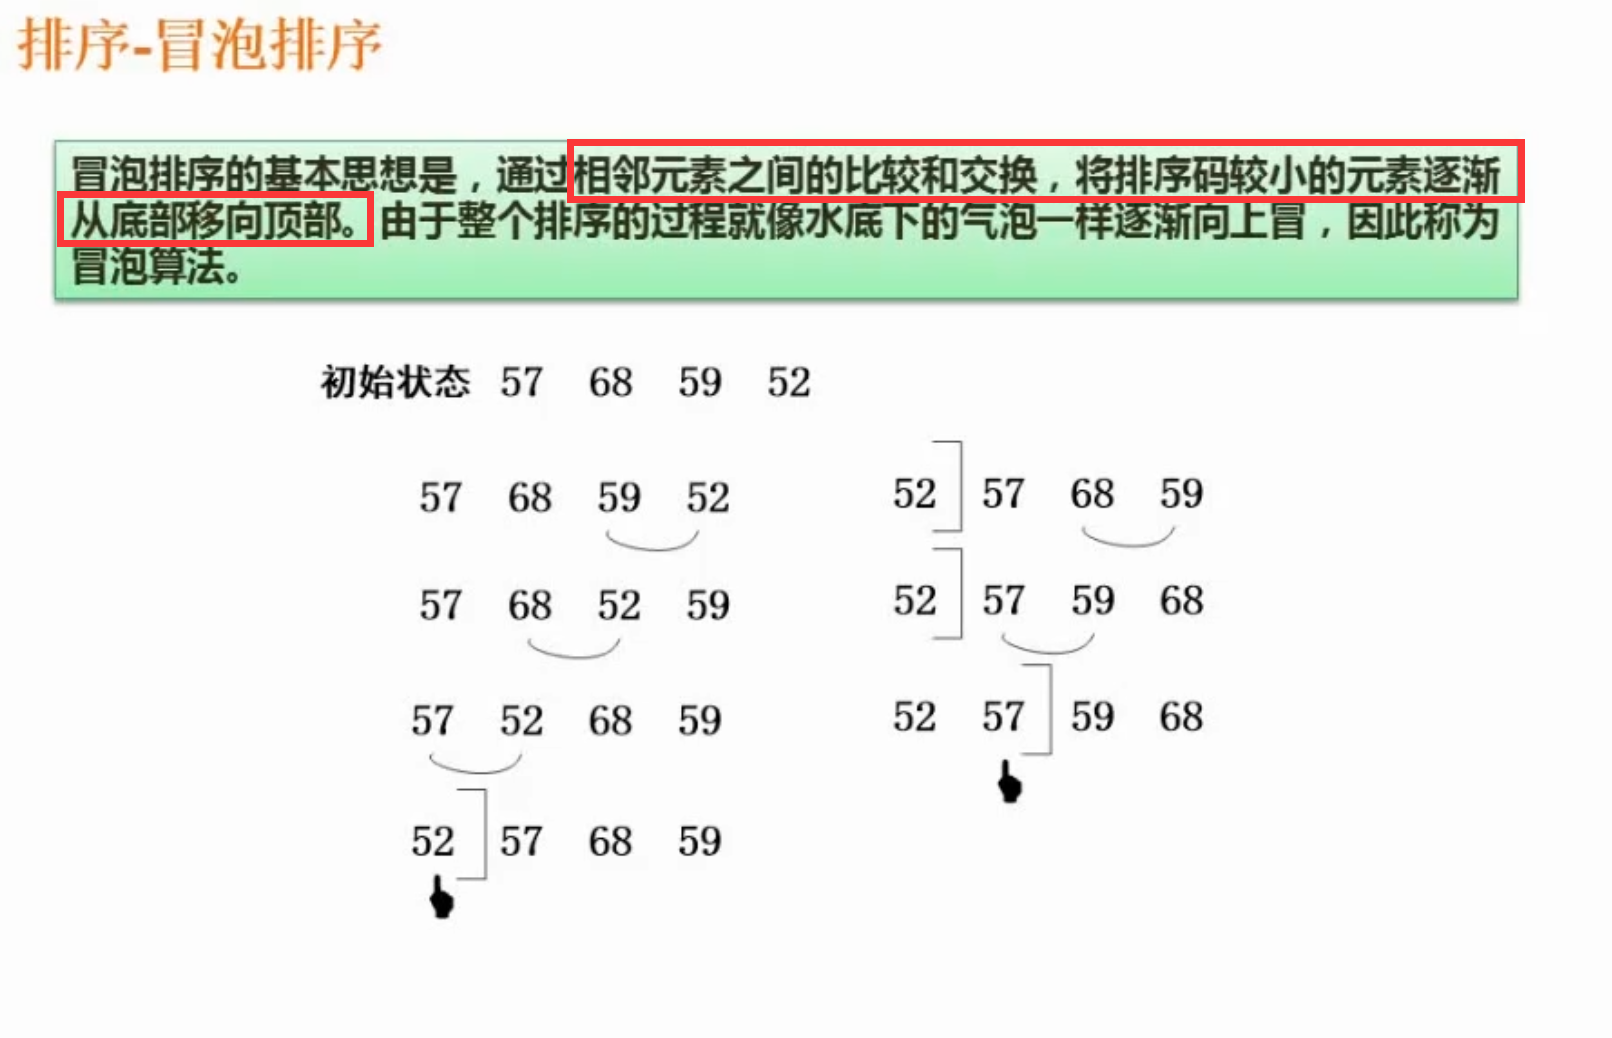 排序-冒泡排序
冒泡排序的基本思想是，通过相邻元素之间的比较和交换，将排序码较小的元素逐渐
从底部移向顶部。由于整个排序的过程就像水底下的气泡一样逐渐向上冒，因此称为
冒泡算法。
初始状态 57 68 59 52
57 68 59 52
57 68 52 59
57 52 68 59
52 57 68 59
52 57 68 59
52 57 59 68
52 57 59 68